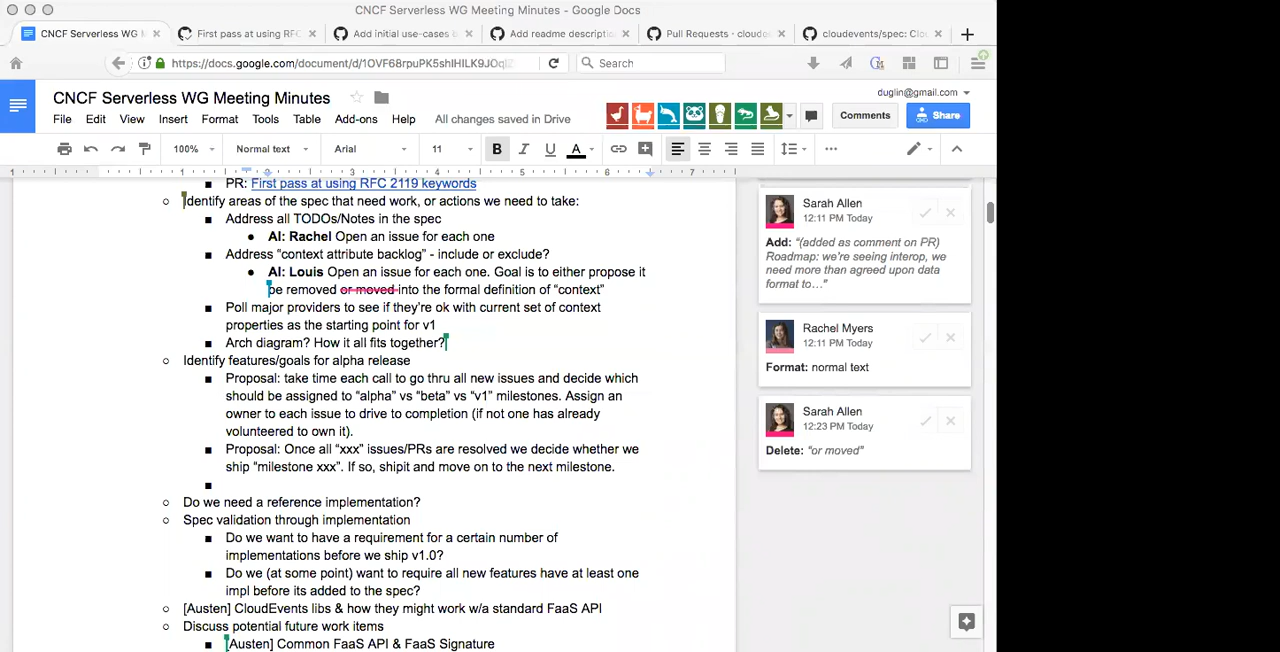 CNCF Serverless WG Meeting Minutes - Google Docs
CNCF Serverless WG M
First pass at using RFC
Add initial use-cases b
Add readme descriptio
Pull Requests · cloude
cloudevents/spec: Clo
https://docs.google.com/document/d/1OVF68rpuPK5shIHILK9JOqlz
Search
CNCF Serverless WG Meeting Minutes
duglin@gmail.com
File Edit View Insert Format Tools Table Add-ons Help All changes saved in Drive
Comments
Share
100% Normal text Arial 11 B I U A
1 2 3 4 5 6 7
PR: First pass at using RFC 2119 keywords
Identify areas of the spec that need work, or actions we need to take:
Address all TODOs/Notes in the spec
AI: Rachel Open an issue for each one
Address “context attribute backlog” - include or exclude?
AI: Louis Open an issue for each one. Goal is to either propose it
be removed or moved into the formal definition of “context”
Poll major providers to see if they’re ok with current set of context
properties as the starting point for v1
Arch diagram? How it all fits together?
Identify features/goals for alpha release
Proposal: take time each call to go thru all new issues and decide which
should be assigned to “alpha” vs “beta” vs “v1” milestones. Assign an
owner to each issue to drive to completion (if not one has already
volunteered to own it).
Proposal: Once all “xxx” issues/PRs are resolved we decide whether we
ship “milestone xxx”. If so, shipit and move on to the next milestone.
Do we need a reference implementation?
Spec validation through implementation
Do we want to have a requirement for a certain number of
implementations before we ship v1.0?
Do we (at some point) want to require all new features have at least one
impl before its added to the spec?
[Austen] CloudEvents libs & how they might work w/a standard FaaS API
Discuss potential future work items
[Austen] Common FaaS API & FaaS Signature
Sarah Allen
12:11 PM Today
Add: “(added as comment on PR)
Roadmap: we’re seeing interop, we
need more than agreed upon data
format to…”
Rachel Myers
12:11 PM Today
Format: normal text
Sarah Allen
12:23 PM Today
Delete: “or moved”